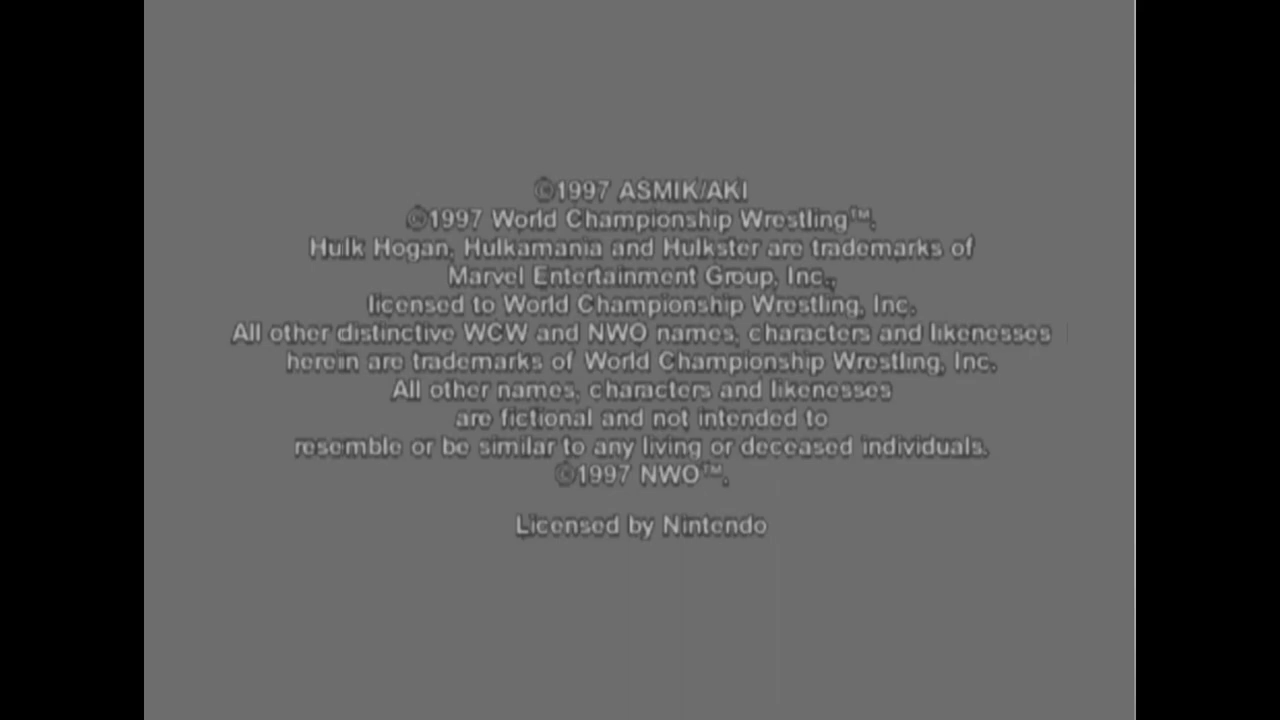 ©1997 ASMIK/AKI
©1997 World Championship Wrestling™.
Hulk Hogan, Hulkamania and Hulkster are trademarks of
Marvel Entertainment Group, Inc.,
licensed to World Championship Wrestling, Inc.
All other distinctive WCW and NWO names, characters and likenesses
herein are trademarks of World Championship Wrestling, Inc.
All other names, characters and likenesses
are fictional and not intended to
resemble or be similar to any living or deceased individuals.
©1997 NWO™.
Licensed by Nintendo